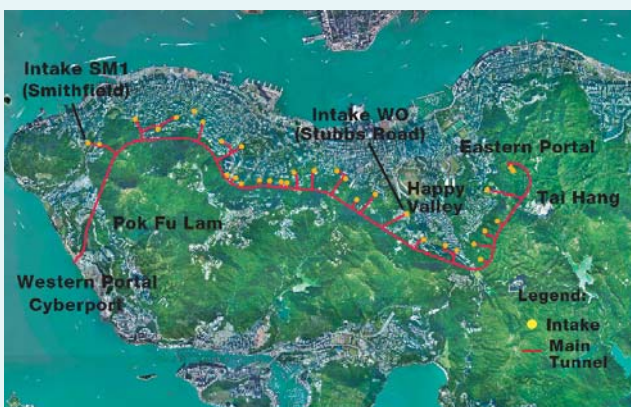 Intake SM1
(Smithfield)
Intake WO
(Stubbs Road)
Eastern Portal
Happy
Valley
Tai Hang
Pok Fu Lam
Western Portal
Cyberport
Legend:
Intake
Main
Tunnel